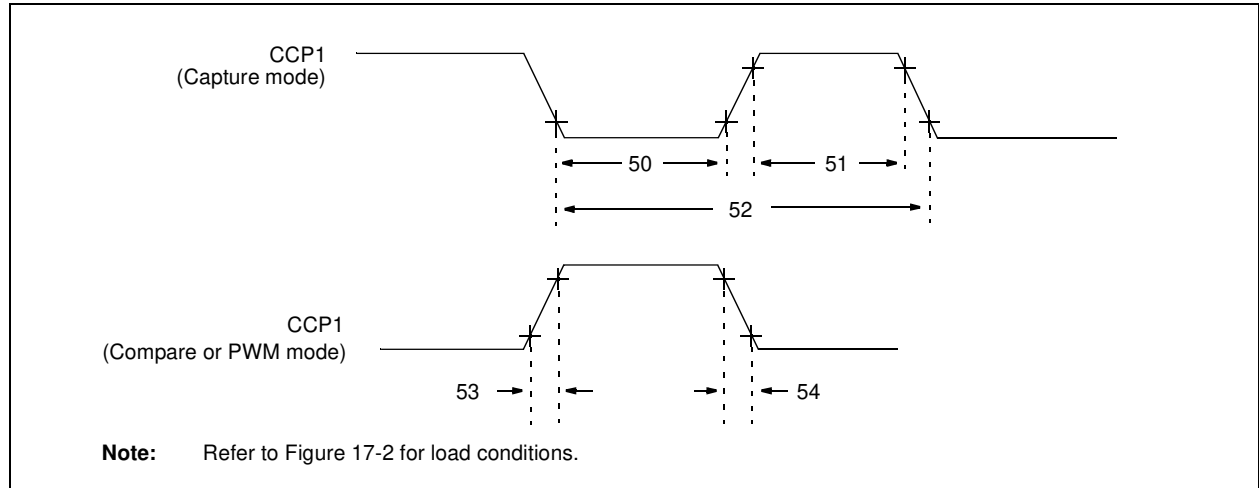 CCP1
(Capture mode)
50
51
52
CCP1
(Compare or PWM mode)
53
54
Note: Refer to Figure 17-2 for load conditions.